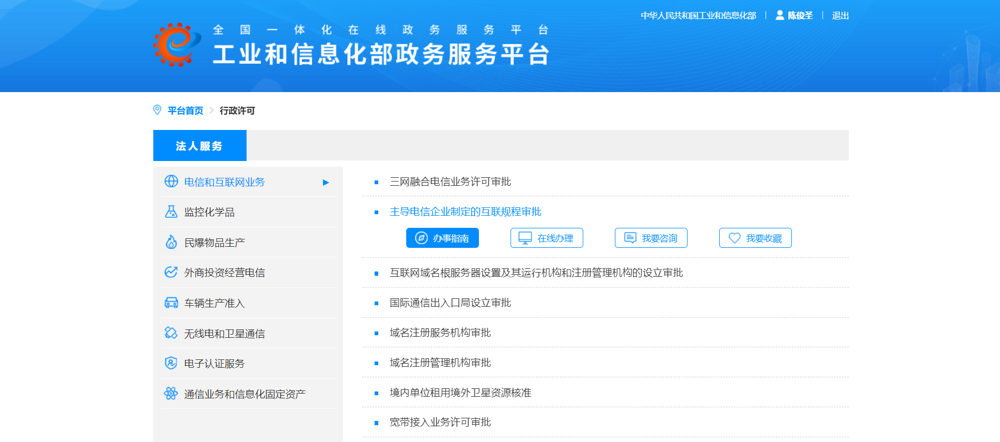 中华人民共和国工业和信息化部 陈俊圣 退出
全国一体化在线政务服务平台
工业和信息化部政务服务平台
平台首页 > 行政许可
法人服务
电信和互联网业务
监控化学品
民爆物品生产
外商投资经营电信
车辆生产准入
无线电和卫星通信
电子认证服务
通信业务和信息化固定资产
三网融合电信业务许可审批
主导电信企业制定的互联规程审批
办事指南 在线办理 我要咨询 我要收藏
互联网域名根服务器设置及其运行机构和注册管理机构的设立审批
国际通信出入口局设立审批
域名注册服务机构审批
域名注册管理机构审批
境内单位租用境外卫星资源核准
宽带接入业务许可审批